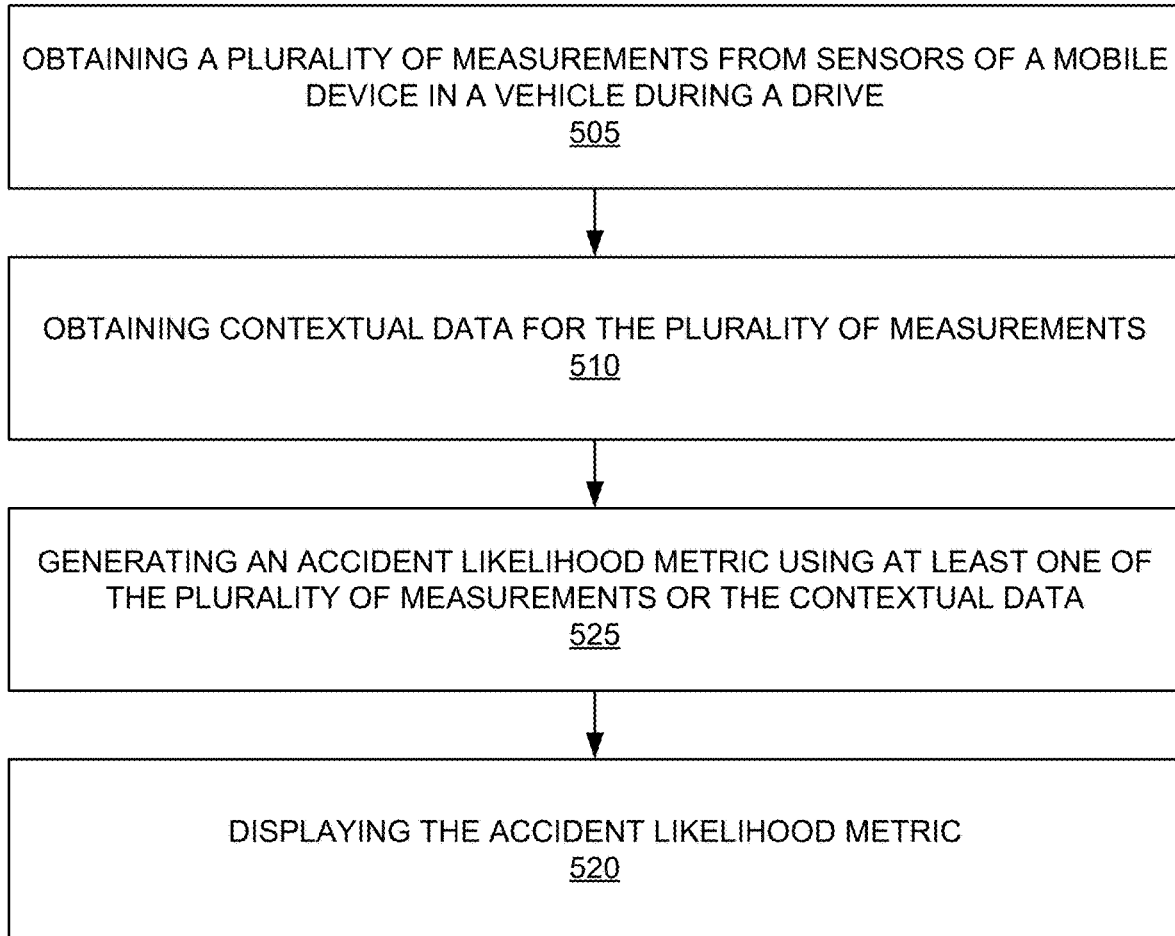 OBTAINING A PLURALITY OF MEASUREMENTS FROM SENSORS OF A MOBILE
DEVICE IN A VEHICLE DURING A DRIVE
505
OBTAINING CONTEXTUAL DATA FOR THE PLURALITY OF MEASUREMENTS
510
GENERATING AN ACCIDENT LIKELIHOOD METRIC USING AT LEAST ONE OF
THE PLURALITY OF MEASUREMENTS OR THE CONTEXTUAL DATA
525
DISPLAYING THE ACCIDENT LIKELIHOOD METRIC
520